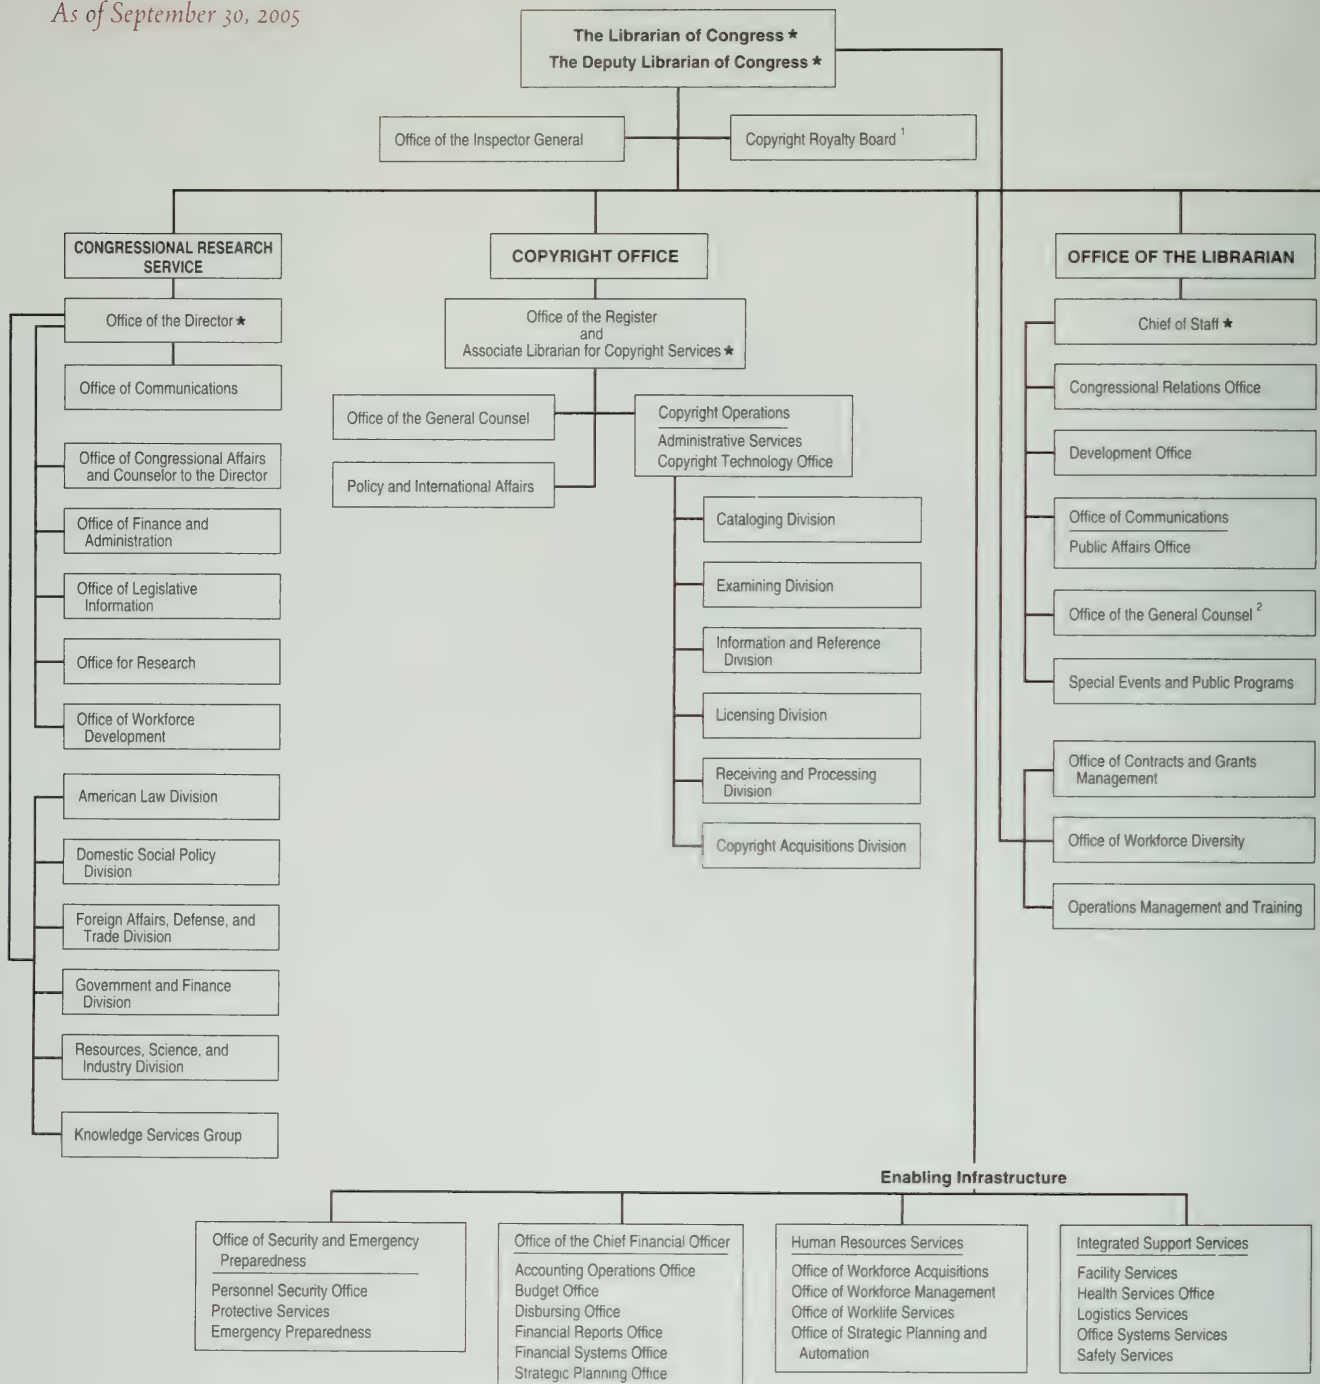 As of September 30, 2005
The Librarian of Congress ★
The Deputy Librarian of Congress ★
Office of the Inspector General
Copyright Royalty Board 1
CONGRESSIONAL RESEARCH
SERVICE
Office of the Director ★
Office of Communications
Office of Congressional Affairs
and Counselor to the Director
Office of Finance and
Administration
Office of Legislative
Information
Office for Research
Office of Workforce
Development
American Law Division
Domestic Social Policy
Division
Foreign Affairs, Defense, and
Trade Division
Government and Finance
Division
Resources, Science, and
Industry Division
Knowledge Services Group
COPYRIGHT OFFICE
Office of the Register
and
Associate Librarian for Copyright Services ★
Office of the General Counsel
Policy and International Affairs
Copyright Operations
Administrative Services
Copyright Technology Office
Cataloging Division
Examining Division
Information and Reference
Division
Licensing Division
Receiving and Processing
Division
Copyright Acquisitions Division
OFFICE OF THE LIBRARIAN
Chief of Staff ★
Congressional Relations Office
Development Office
Office of Communications
Public Affairs Office
Office of the General Counsel 2
Special Events and Public Programs
Office of Contracts and Grants
Management
Office of Workforce Diversity
Operations Management and Training
Enabling Infrastructure
Office of Security and Emergency
Preparedness
Personnel Security Office
Protective Services
Emergency Preparedness
Office of the Chief Financial Officer
Accounting Operations Office
Budget Office
Disbursing Office
Financial Reports Office
Financial Systems Office
Strategic Planning Office
Human Resources Services
Office of Workforce Acquisitions
Office of Workforce Management
Office of Worklife Services
Office of Strategic Planning and
Automation
Integrated Support Services
Facility Services
Health Services Office
Logistics Services
Office Systems Services
Safety Services